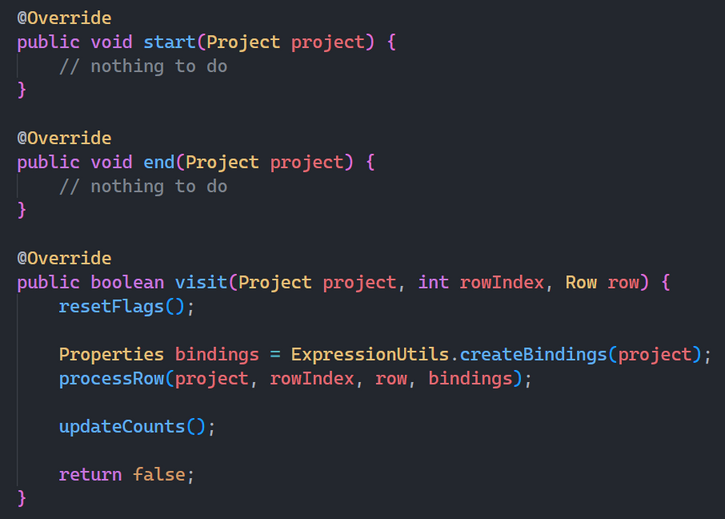 @Override
public void start(Project project) {
    // nothing to do
}
@Override
public void end(Project project) {
    // nothing to do
}
@Override
public boolean visit(Project project, int rowIndex, Row row) {
    resetFlags();
    Properties bindings = ExpressionUtils.createBindings(project);
    processRow(project, rowIndex, row, bindings);
    updateCounts();
    return false;
}